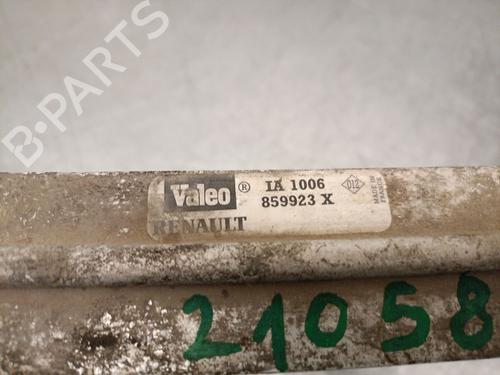 B-PARTS
Valeo ® IA 1006
859923 X
RENAULT
D12
MADE IN
FRANCE
21058